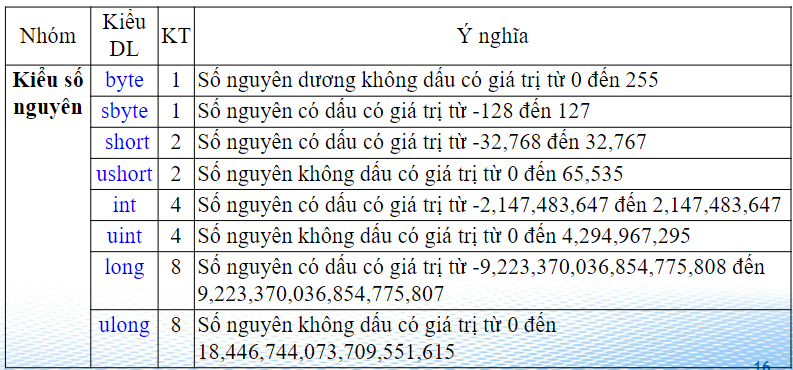 Nhóm Kiểu DL KT Ý nghĩa
Kiểu số nguyên byte 1 Số nguyên dương không dấu có giá trị từ 0 đến 255
sbyte 1 Số nguyên có dấu có giá trị từ -128 đến 127
short 2 Số nguyên có dấu có giá trị từ -32,768 đến 32,767
ushort 2 Số nguyên không dấu có giá trị từ 0 đến 65,535
int 4 Số nguyên có dấu có giá trị từ -2,147,483,647 đến 2,147,483,647
uint 4 Số nguyên không dấu có giá trị từ 0 đến 4,294,967,295
long 8 Số nguyên có dấu có giá trị từ -9,223,370,036,854,775,808 đến
9,223,370,036,854,775,807
ulong 8 Số nguyên không dấu có giá trị từ 0 đến
18,446,744,073,709,551,615
16